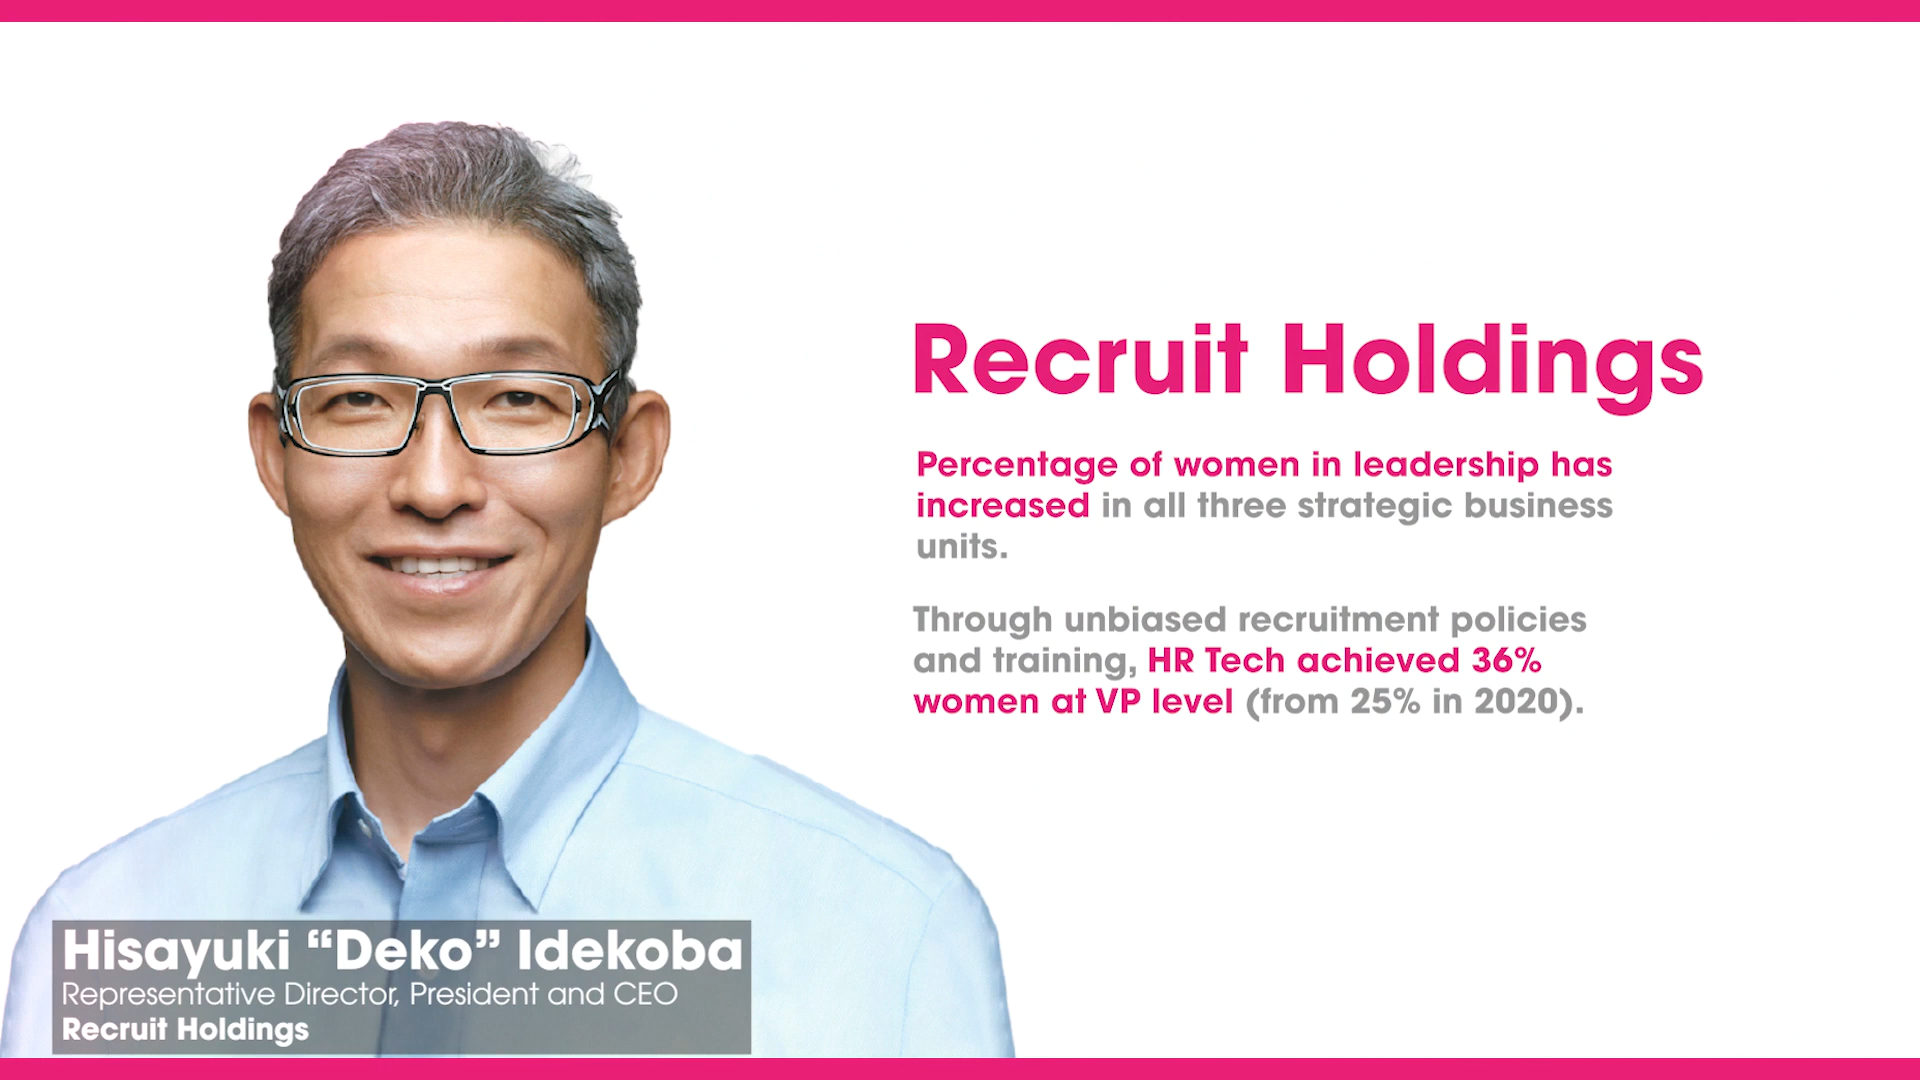 Recruit Holdings
Percentage of women in leadership has
increased in all three strategic business
units.
Through unbiased recruitment policies
and training, HR Tech achieved 36%
women at VP level (from 25% in 2020).
Hisayuki “Deko” Idekoba
Representative Director, President and CEO
Recruit Holdings